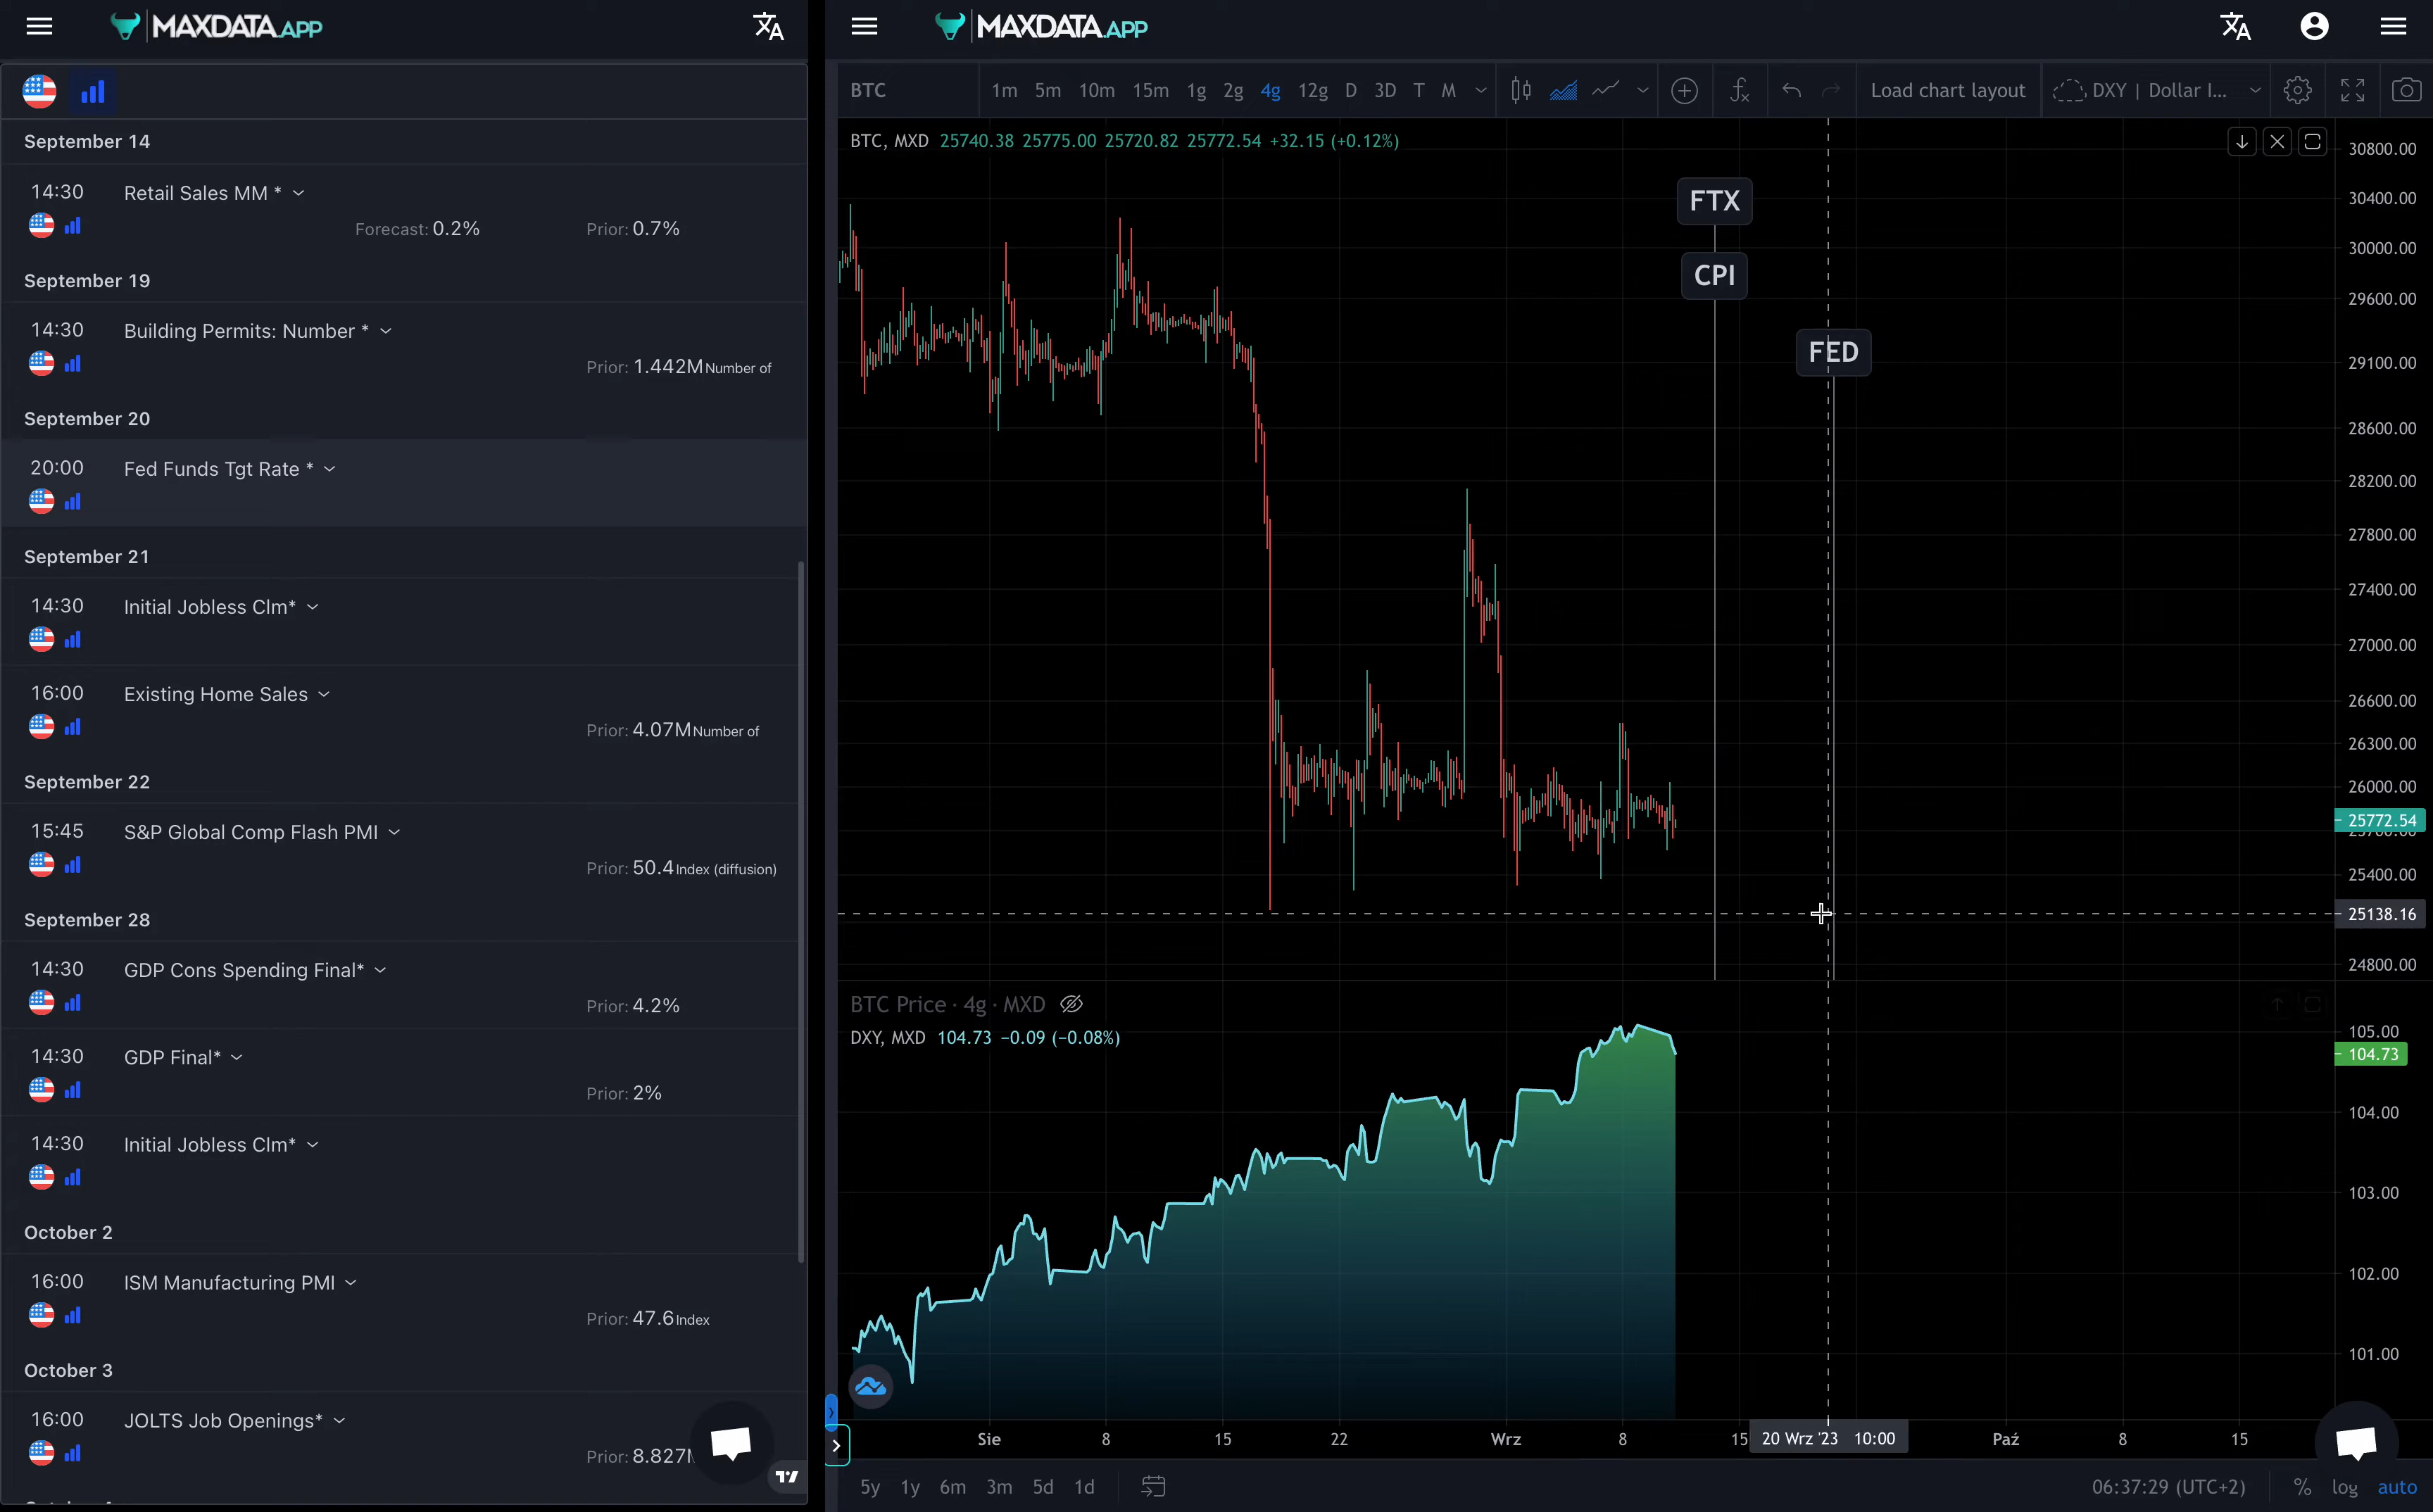 MAXDATA.APP
September 14
14:30 Retail Sales MM *
Forecast: 0.2% Prior: 0.7%
September 19
14:30 Building Permits: Number *
Prior: 1.442M Number of
September 20
20:00 Fed Funds Tgt Rate *
September 21
14:30 Initial Jobless Clm*
16:00 Existing Home Sales
Prior: 4.07M Number of
September 22
15:45 S&P Global Comp Flash PMI
Prior: 50.4 Index (diffusion)
September 28
14:30 GDP Cons Spending Final*
Prior: 4.2%
14:30 GDP Final*
Prior: 2%
14:30 Initial Jobless Clm*
October 2
16:00 ISM Manufacturing PMI
Prior: 47.6 Index
October 3
16:00 JOLTS Job Openings*
Prior: 8.827
MAXDATA.APP
BTC 1m 5m 10m 15m 1g 2g 4g 12g D 3D T M Load chart layout DXY | Dollar I...
BTC, MXD 25740.38 25775.00 25720.82 25772.54 +32.15 (+0.12%)
FTX
CPI
FED
30800.00
30400.00
30000.00
29600.00
29100.00
28600.00
28200.00
27800.00
27400.00
27000.00
26600.00
26300.00
26000.00
25772.54
25400.00
25138.16
24800.00
BTC Price · 4g · MXD
DXY, MXD 104.73 −0.09 (−0.08%)
105.00
104.73
104.00
103.00
102.00
101.00
Sie 8 15 22 Wrz 8 15 20 Wrz '23 10:00 Paź 8 15
5y 1y 6m 3m 5d 1d 06:37:29 (UTC+2) % log auto